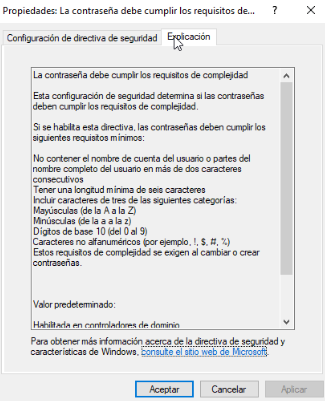 Propiedades: La contraseña debe cumplir los requisitos de... ? X
Configuración de directiva de seguridad Explicación
La contraseña debe cumplir los requisitos de complejidad
Esta configuración de seguridad determina si las contraseñas
deben cumplir los requisitos de complejidad.
Si se habilita esta directiva, las contraseñas deben cumplir los
siguientes requisitos mínimos:
No contener el nombre de cuenta del usuario o partes del
nombre completo del usuario en más de dos caracteres
consecutivos
Tener una longitud mínima de seis caracteres
Incluir caracteres de tres de las siguientes categorías:
Mayúsculas (de la A a la Z)
Minúsculas (de la a a la z)
Dígitos de base 10 (del 0 al 9)
Caracteres no alfanuméricos (por ejemplo, !, $, #, %)
Estos requisitos de complejidad se exigen al cambiar o crear
contraseñas.
Valor predeterminado:
Habilitada en controladores de dominio
Para obtener más información acerca de la directiva de seguridad y
características de Windows, consulte el sitio web de Microsoft.
Aceptar Cancelar Aplicar